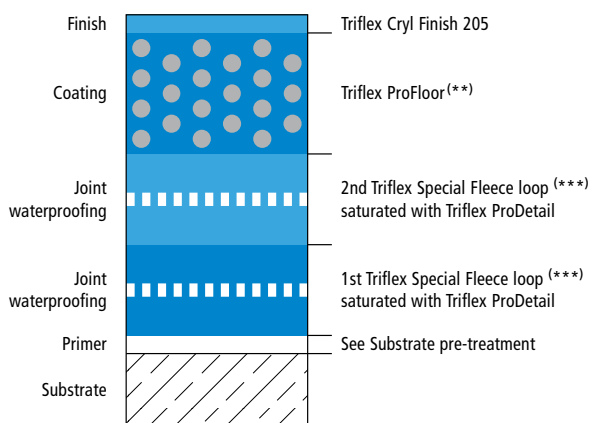 Finish
Triflex Cryl Finish 205
Coating
Triflex ProFloor(**)
Joint
waterproofing
2nd Triflex Special Fleece loop (***)
saturated with Triflex ProDetail
Joint
waterproofing
1st Triflex Special Fleece loop (***)
saturated with Triflex ProDetail
Primer
See Substrate pre-treatment
Substrate